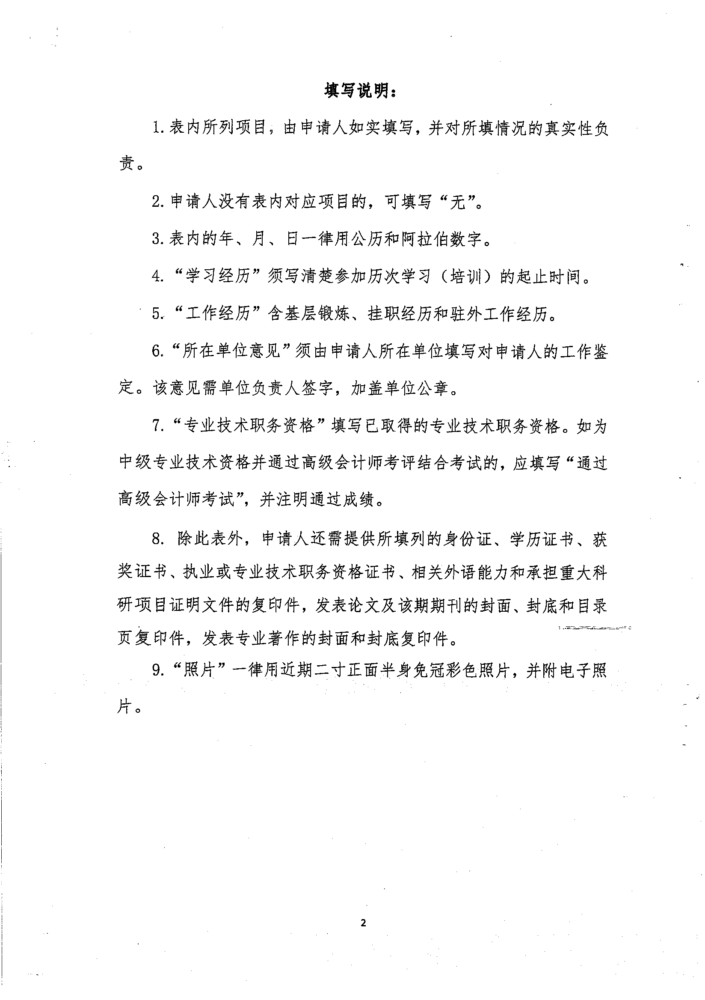 填写说明：
1. 表内所列项目，由申请人如实填写，并对所填情况的真实性负
责。
2. 申请人没有表内对应项目的，可填写“无”。
3. 表内的年、月、日一律用公历和阿拉伯数字。
4. “学习经历”须写清楚参加历次学习（培训）的起止时间。
5. “工作经历”含基层锻炼、挂职经历和驻外工作经历。
6. “所在单位意见”须由申请人所在单位填写对申请人的工作鉴
定。该意见需单位负责人签字，加盖单位公章。
7. “专业技术职务资格”填写已取得的专业技术职务资格。如为
中级专业技术资格并通过高级会计师考评结合考试的，应填写“通过
高级会计师考试”，并注明通过成绩。
8. 除此表外，申请人还需提供所填列的身份证、学历证书、获
奖证书、执业或专业技术职务资格证书、相关外语能力和承担重大科
研项目证明文件的复印件，发表论文及该期期刊的封面、封底和目录
页复印件，发表专业著作的封面和封底复印件。
9. “照片”一律用近期二寸正面半身免冠彩色照片，并附电子照
片。
2